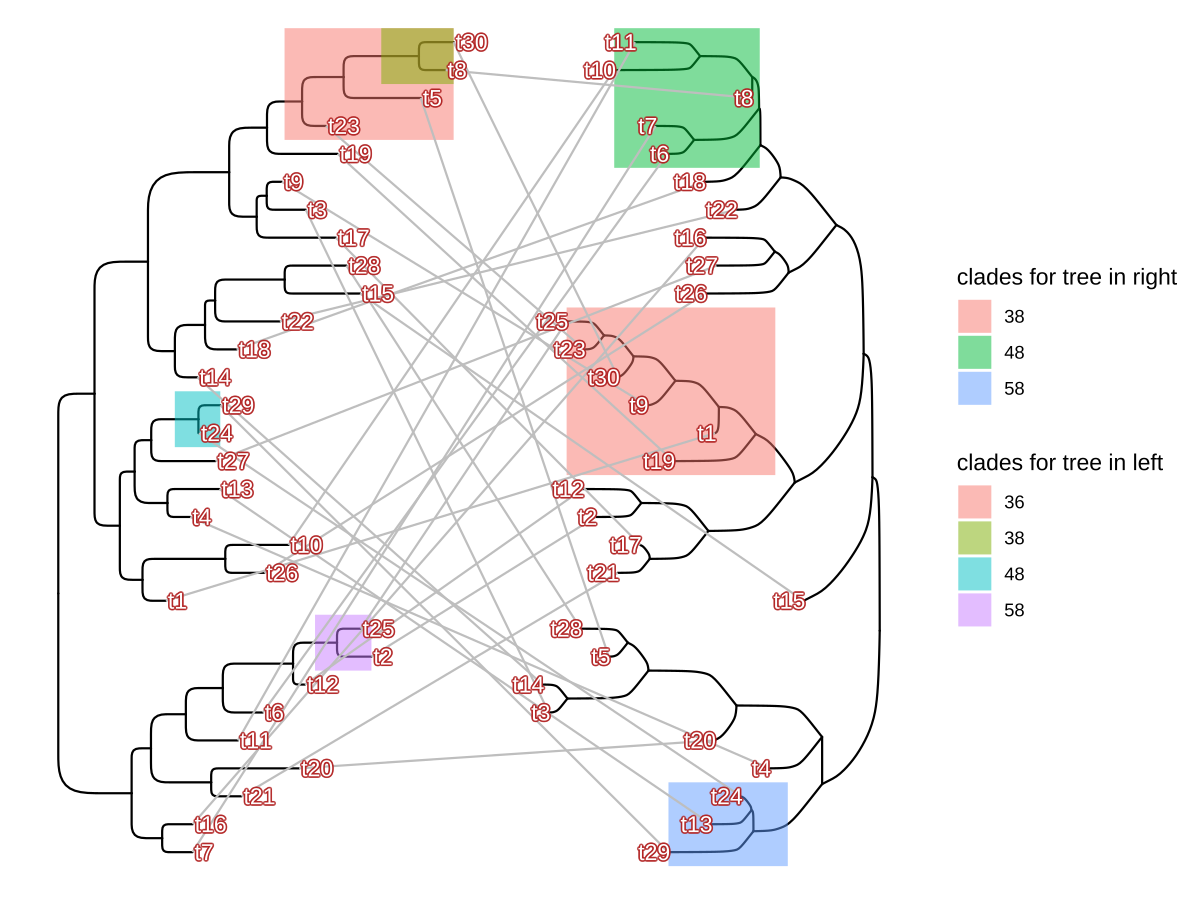 t30
t8
t5
t23
t19
t9
t3
t17
t28
t15
t22
t18
t14
t29
t24
t27
t13
t4
t10
t26
t1
t25
t2
t12
t6
t11
t20
t21
t16
t7
t11
t10
t8
t7
t6
t18
t22
t16
t27
t26
t25
t23
t30
t9
t1
t19
t12
t2
t17
t21
t15
t28
t5
t14
t3
t20
t4
t24
t13
t29
clades for tree in right
38
48
58
clades for tree in left
36
38
48
58